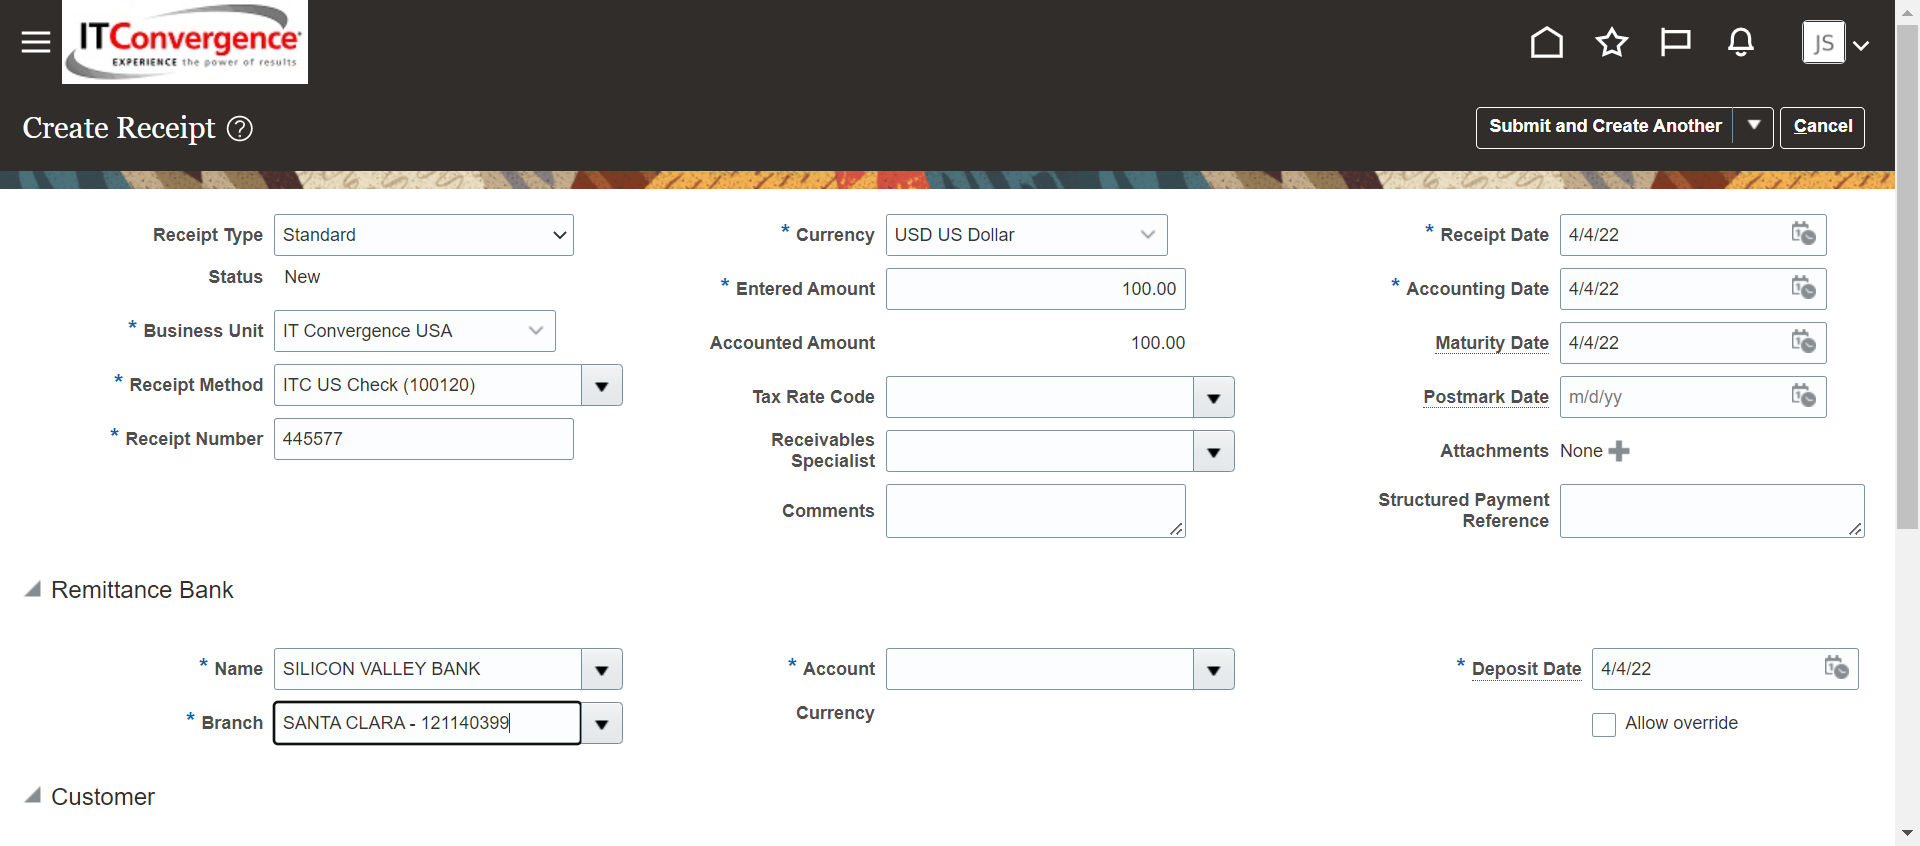 ITConvergence
EXPERIENCE the power of results
JS
Create Receipt ?
Submit and Create Another
Cancel
Receipt Type Standard
Status New
* Business Unit IT Convergence USA
* Receipt Method ITC US Check (100120)
* Receipt Number 445577
* Currency USD US Dollar
* Entered Amount 100.00
Accounted Amount 100.00
Tax Rate Code
Receivables
Specialist
Comments
* Receipt Date 4/4/22
* Accounting Date 4/4/22
Maturity Date 4/4/22
Postmark Date m/d/yy
Attachments None
Structured Payment
Reference
Remittance Bank
* Name SILICON VALLEY BANK
* Branch SANTA CLARA - 121140399
* Account
Currency
* Deposit Date 4/4/22
Allow override
Customer